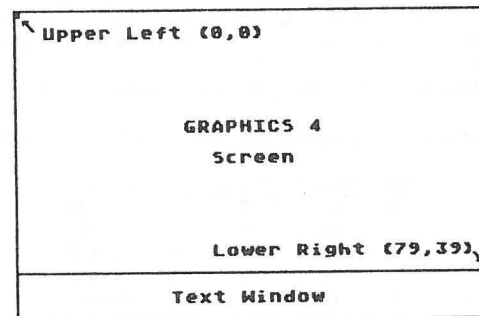 Upper Left (0,0)
GRAPHICS 4
Screen
Lower Right (79,39)
Text Window